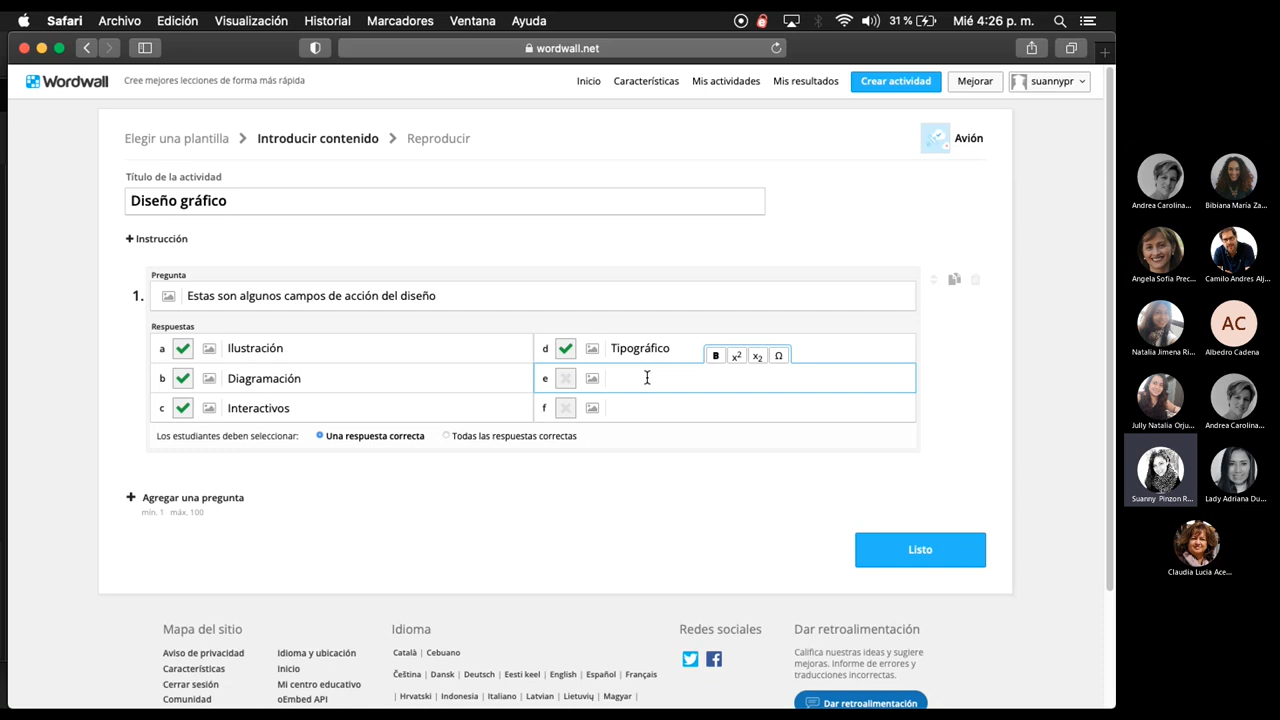 Safari Archivo Edición Visualización Historial Marcadores Ventana Ayuda 31 % Mié 4:26 p. m.
wordwall.net
Wordwall Cree mejores lecciones de forma más rápida Inicio Características Mis actividades Mis resultados Crear actividad Mejorar suannypr
Elegir una plantilla Introducir contenido Reproducir Avión
Título de la actividad
Diseño gráfico
+ Instrucción
Pregunta
1. Estas son algunos campos de acción del diseño
Respuestas
a Ilustración d Tipográfico
B x² x₂ Ω
b Diagramación e
c Interactivos f
Los estudiantes deben seleccionar: Una respuesta correcta Todas las respuestas correctas
+ Agregar una pregunta
mín. 1 máx. 100
Listo
Mapa del sitio Idioma Redes sociales Dar retroalimentación
Aviso de privacidad Idioma y ubicación Català | Cebuano Califica nuestras ideas y sugiere
mejoras. Informe de errores y
traducciones incorrectas.
Características Inicio Čeština | Dansk | Deutsch | Eesti keel | English | Español | Français
Cerrar sesión Mi centro educativo
Comunidad oEmbed API | Hrvatski | Indonesia | Italiano | Latvian | Lietuvių | Magyar |
Dar retroalimentación
Andrea Carolina... Bibiana María Za...
Angela Sofia Prec... Camilo Andres Alj...
AC
Natalia Jimena Rí... Albedro Cadena
Jully Natalia Orju... Andrea Carolina...
Suanny Pinzon R... Lady Adriana Du...
Claudia Lucia Ace...